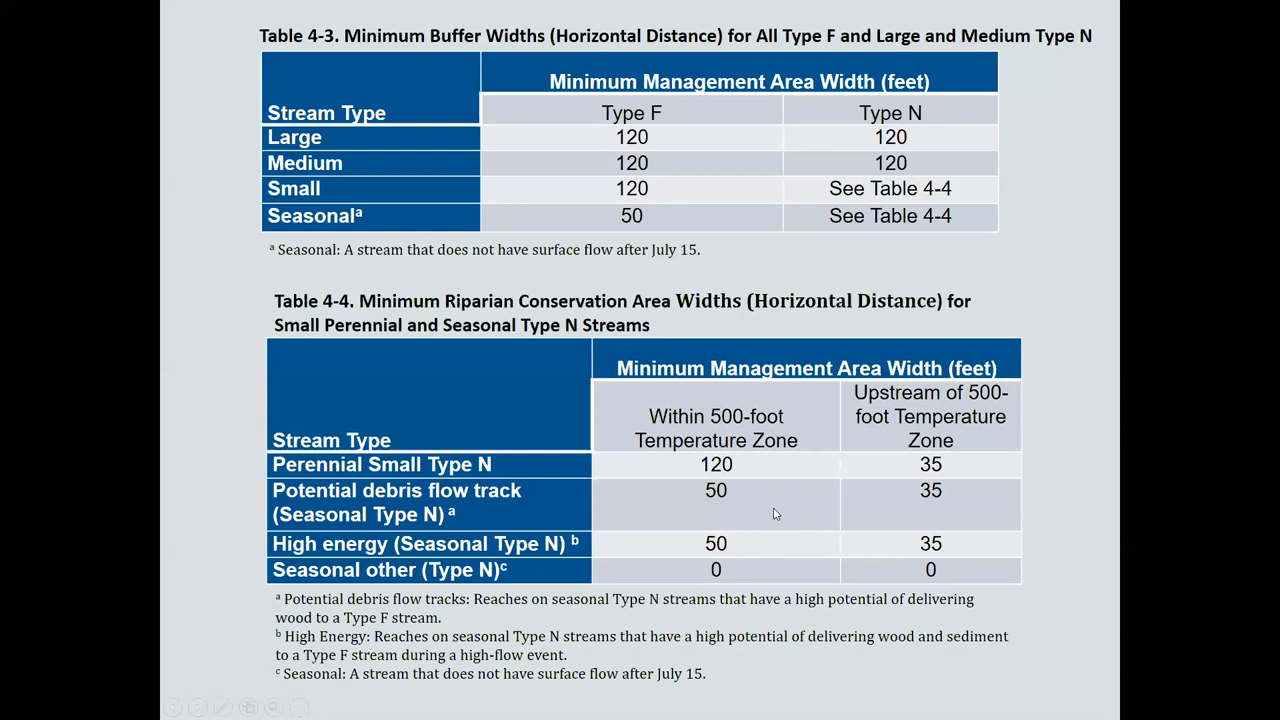 Table 4-3. Minimum Buffer Widths (Horizontal Distance) for All Type F and Large and Medium Type N
Minimum Management Area Width (feet)
Stream Type Type F Type N
Large 120 120
Medium 120 120
Small 120 See Table 4-4
Seasonalᵃ 50 See Table 4-4
ᵃ Seasonal: A stream that does not have surface flow after July 15.
Table 4-4. Minimum Riparian Conservation Area Widths (Horizontal Distance) for
Small Perennial and Seasonal Type N Streams
Minimum Management Area Width (feet)
Upstream of 500-
Within 500-foot foot Temperature
Stream Type Temperature Zone Zone
Perennial Small Type N 120 35
Potential debris flow track 50 35
(Seasonal Type N) ᵃ
High energy (Seasonal Type N) ᵇ 50 35
Seasonal other (Type N)ᶜ 0 0
ᵃ Potential debris flow tracks: Reaches on seasonal Type N streams that have a high potential of delivering
wood to a Type F stream.
ᵇ High Energy: Reaches on seasonal Type N streams that have a high potential of delivering wood and sediment
to a Type F stream during a high-flow event.
ᶜ Seasonal: A stream that does not have surface flow after July 15.